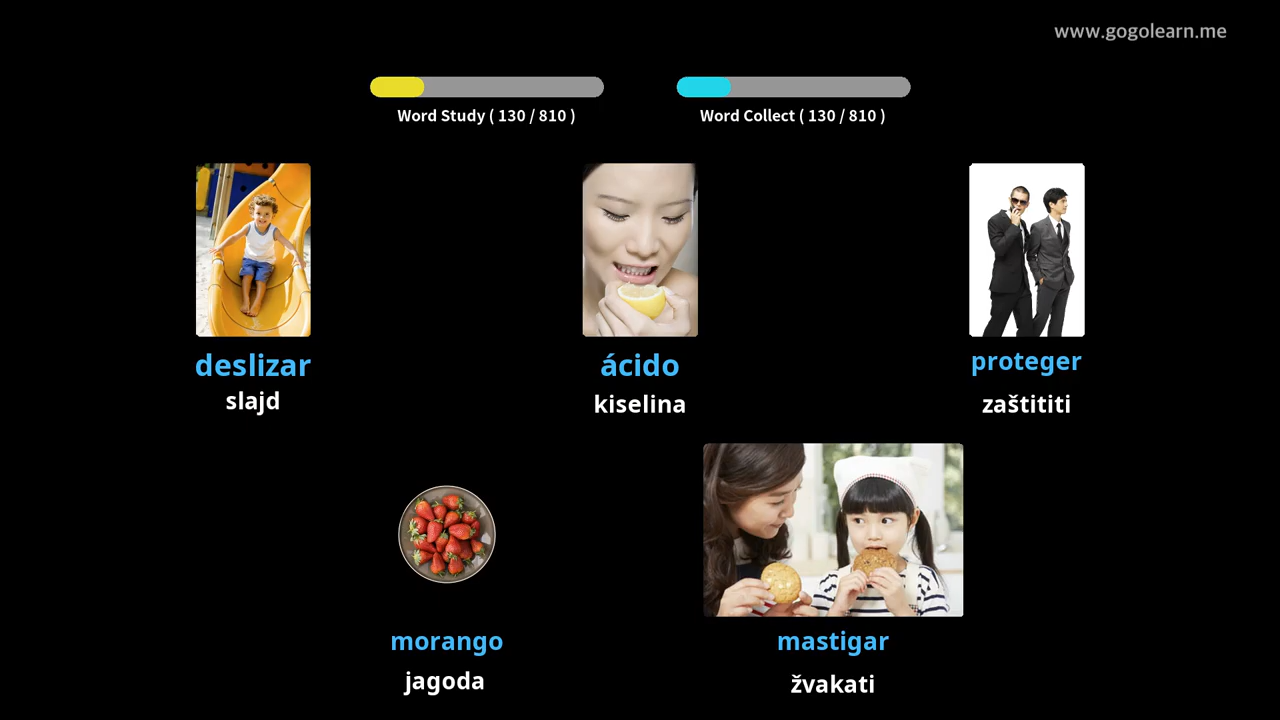 www.gogolearn.me
Word Study ( 130 / 810 )
Word Collect ( 130 / 810 )
deslizar
slajd
ácido
kiselina
proteger
zaštititi
morango
jagoda
mastigar
žvakati